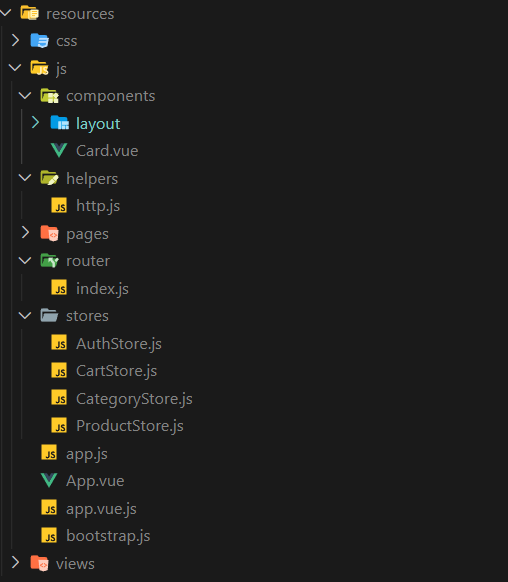 resources
css
js
components
layout
Card.vue
helpers
JS http.js
pages
router
JS index.js
stores
JS AuthStore.js
JS CartStore.js
JS CategoryStore.js
JS ProductStore.js
JS app.js
App.vue
JS app.vue.js
JS bootstrap.js
views